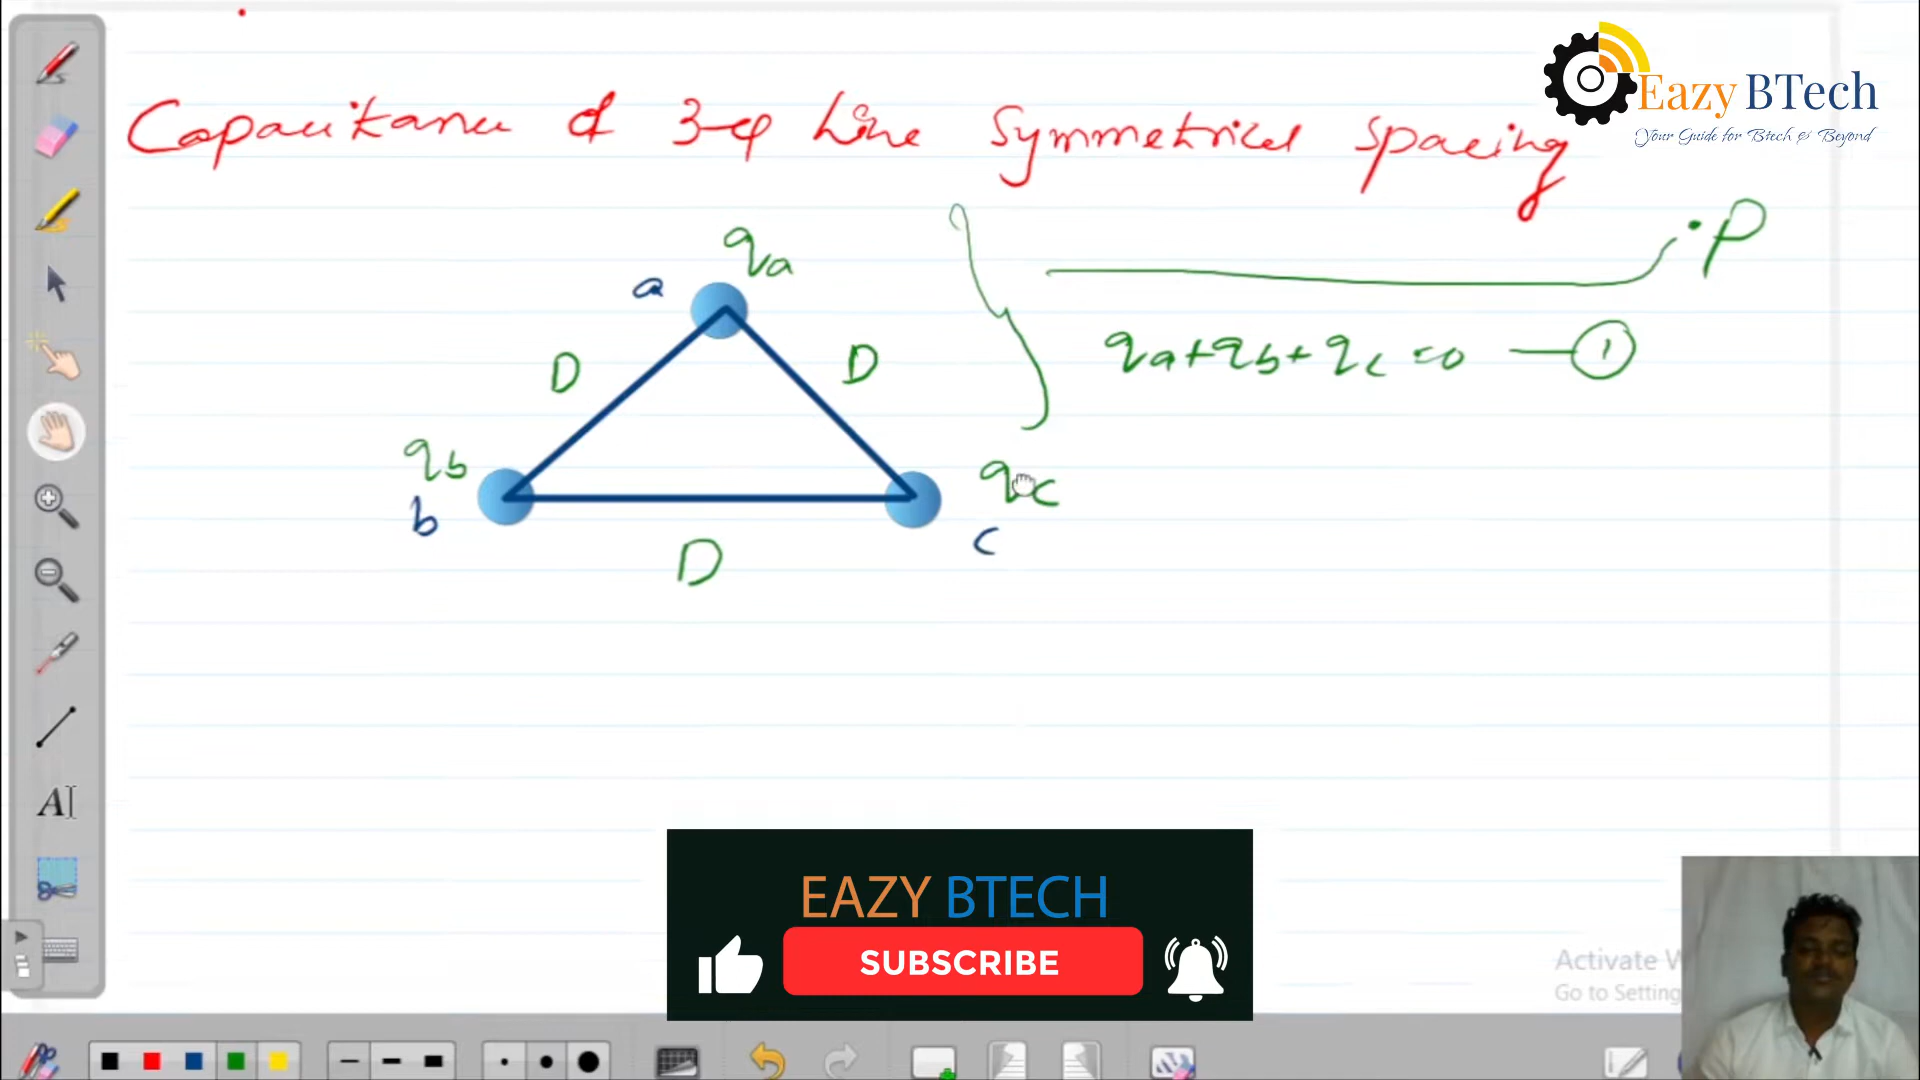 Eazy BTech
Your Guide for Btech & Beyond
Capacitance of 3-φ Line Symmetrical spacing
qa
a
.P
D
D
qa+qb+qc=0 — 1
qb
b
qc
c
D
EAZY BTECH
SUBSCRIBE
Activate W
Go to Setting
AI